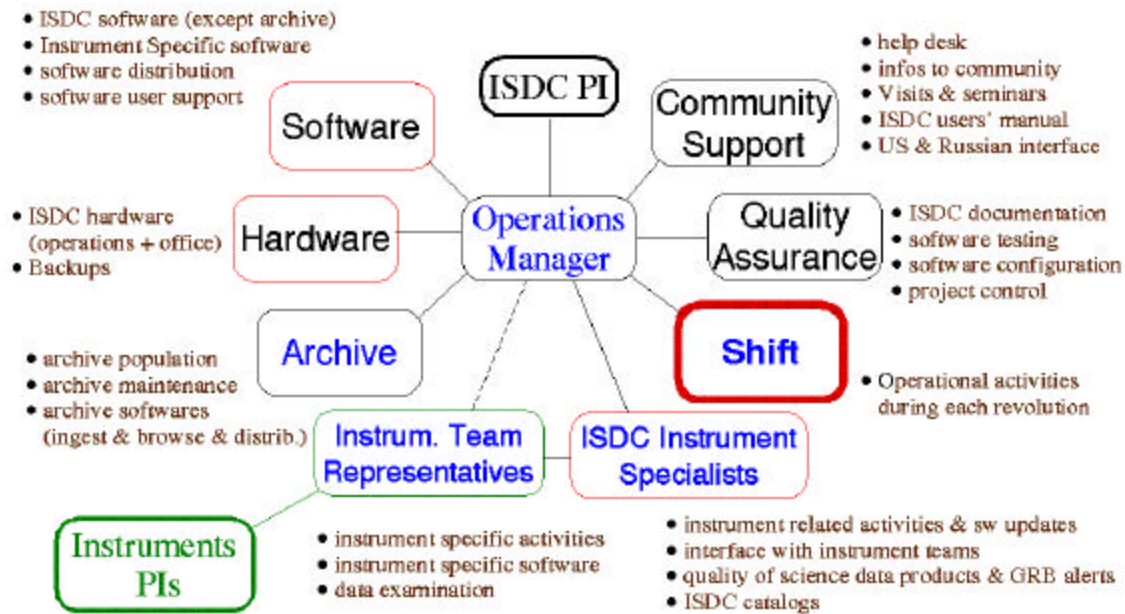 • ISDC software (except archive)
• Instrument Specific software
• software distribution
• software user support
ISDC PI
• help desk
• infos to community
• Visits & seminars
• ISDC users' manual
• US & Russian interface
Software
Community
Support
• ISDC hardware
(operations + office)
• Backups
Hardware
Operations
Manager
Quality
Assurance
• ISDC documentation
• software testing
• software configuration
• project control
Archive
Shift
• archive population
• archive maintenance
• archive softwares
(ingest & browse & distrib.)
• Operational activities
during each revolution
Instrum. Team
Representatives
ISDC Instrument
Specialists
Instruments
PIs
• instrument specific activities
• instrument specific software
• data examination
• instrument related activities & sw updates
• interface with instrument teams
• quality of science data products & GRB alerts
• ISDC catalogs